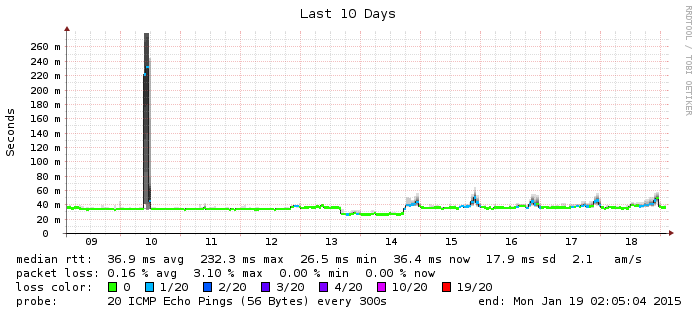 Last 10 Days
RRDTOOL / TOBI OETIKER
Seconds
260 m
240 m
220 m
200 m
180 m
160 m
140 m
120 m
100 m
80 m
60 m
40 m
20 m
0
09 10 11 12 13 14 15 16 17 18
median rtt: 36.9 ms avg 232.3 ms max 26.5 ms min 36.4 ms now 17.9 ms sd 2.1 am/s
packet loss: 0.16 % avg 3.10 % max 0.00 % min 0.00 % now
loss color: 0 1/20 2/20 3/20 4/20 10/20 19/20
probe: 20 ICMP Echo Pings (56 Bytes) every 300s end: Mon Jan 19 02:05:04 2015